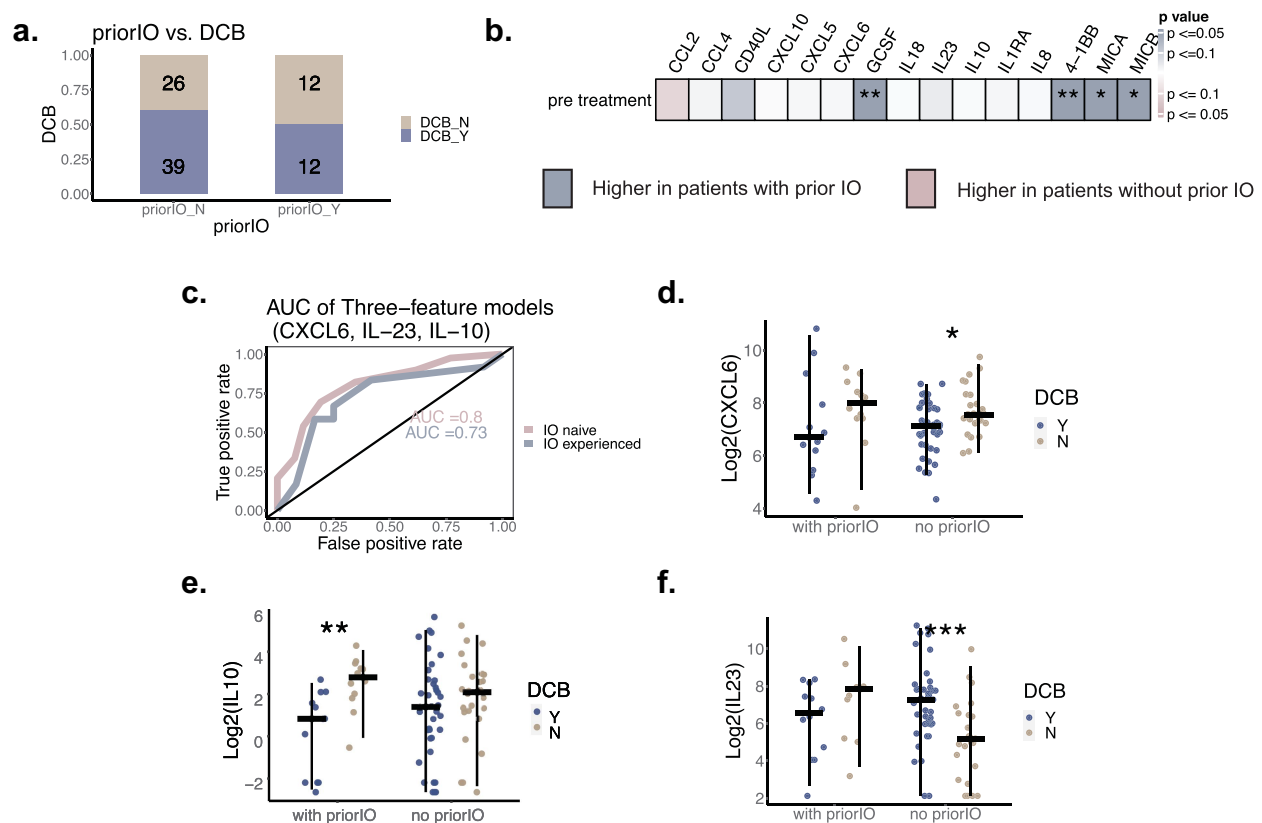 a.
priorIO vs. DCB
1.00
0.75
0.50
0.25
0.00
DCB
26
12
39
12
DCB_N
DCB_Y
priorIO_N
priorIO_Y
priorIO
b.
CCL2
CCL4
CD40L
CXCL10
CXCL5
CXCL6
GCSF
IL18
IL23
IL10
IL1RA
IL8
4−1BB
MICA
MICB
pre treatment
**
**
*
*
p value
p <=0.05
p <=0.1
p <= 0.1
p <= 0.05
Higher in patients with prior IO
Higher in patients without prior IO
c.
AUC of Three−feature models
(CXCL6, IL−23, IL−10)
True positive rate
1.00
0.75
0.50
0.25
0.00
AUC =0.8
AUC =0.73
IO naive
IO experienced
0.00
0.25
0.50
0.75
1.00
False positive rate
d.
Log2(CXCL6)
10
8
6
4
*
with priorIO
no priorIO
DCB
Y
N
e.
Log2(IL10)
6
4
2
0
−2
**
with priorIO
no priorIO
DCB
Y
N
f.
Log2(IL23)
10
8
6
4
2
***
with priorIO
no priorIO
DCB
Y
N